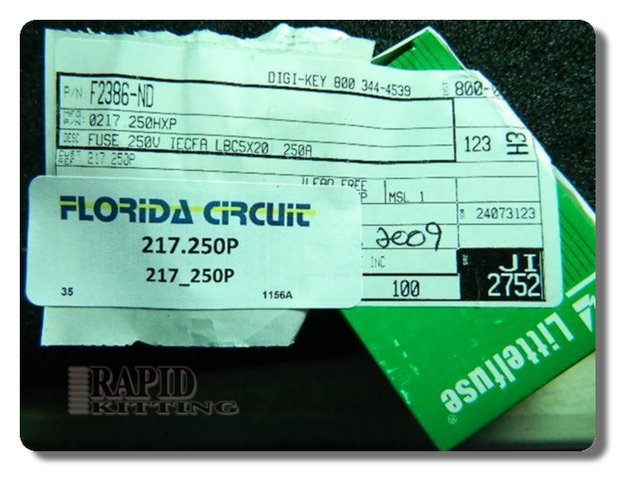 DIGI-KEY 800 344-4539
800-
P/N F2386-ND
MFG. P/N: 0217.250HXP
123
DESC FUSE 250V IECFA LBC5X20 .250A
217.250P
LEAD FREE
MSL 1
24073123
FLORIDA CIRCUIT
217.250P
217_250P
35 1156A
2009
INC
JI
100
2752
Littelfuse®
RAPID
KITTING